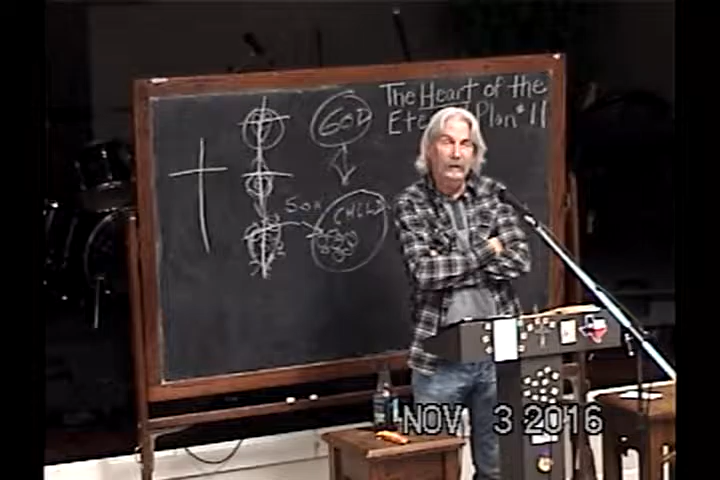 The Heart of the
Plan #11
GOD
SON
CHILD
NOV 3 2016